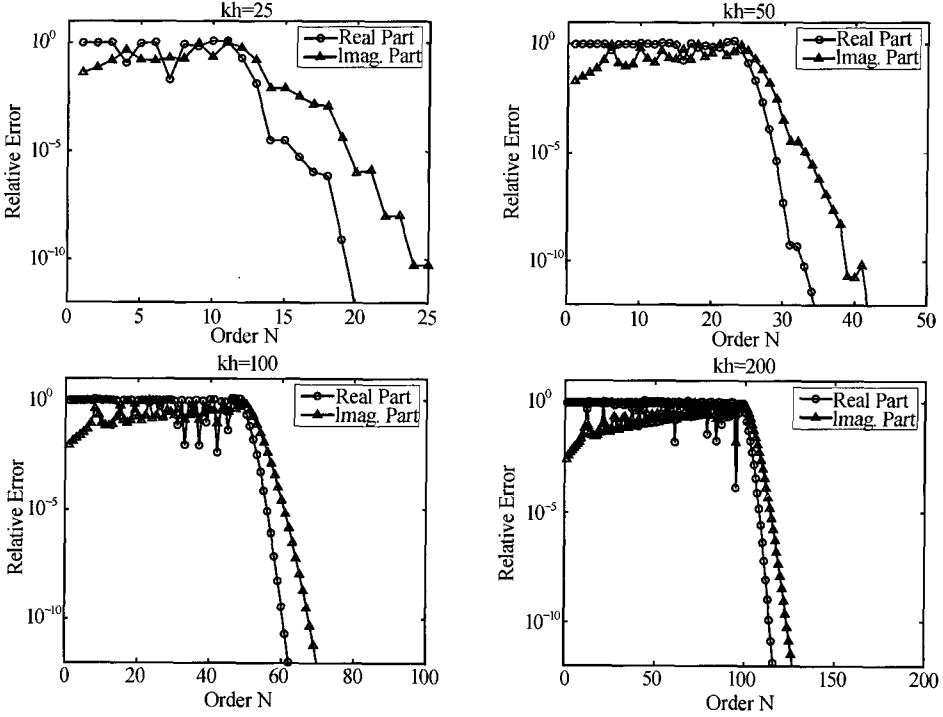 kh=25
10^0
10^-5
10^-10
Relative Error
0 5 10 15 20 25
Order N
Real Part
Imag. Part
kh=50
10^0
10^-5
10^-10
Relative Error
0 10 20 30 40 50
Order N
Real Part
Imag. Part
kh=100
10^0
10^-5
10^-10
Relative Error
0 20 40 60 80 100
Order N
Real Part
Imag. Part
kh=200
10^0
10^-5
10^-10
Relative Error
0 50 100 150 200
Order N
Real Part
Imag. Part